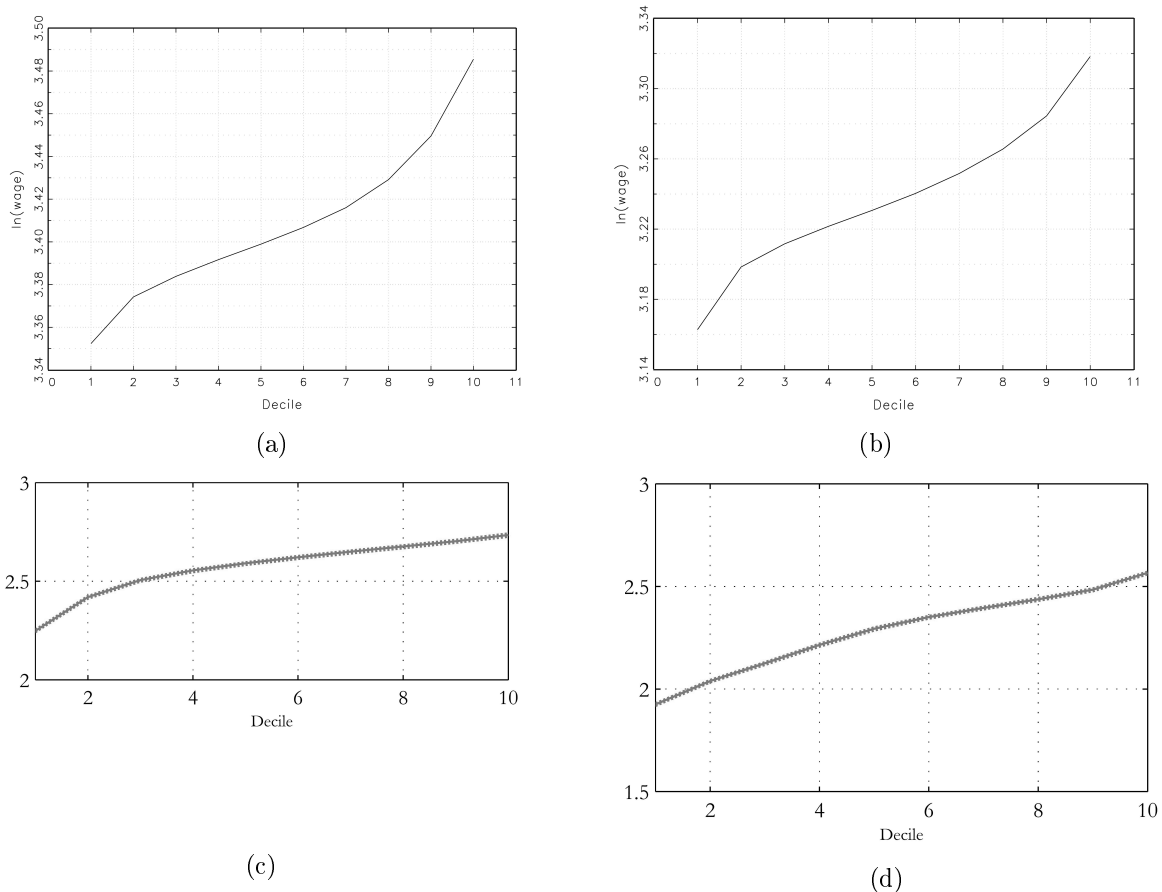 3.50
3.48
3.46
3.44
3.42
3.40
3.38
3.36
3.34
ln(wage)
0 1 2 3 4 5 6 7 8 9 10 11
Decile
(a)
3.34
3.30
3.26
3.22
3.18
3.14
ln(wage)
0 1 2 3 4 5 6 7 8 9 10 11
Decile
(b)
3
2.5
2
2 4 6 8 10
Decile
(c)
3
2.5
2
1.5
2 4 6 8 10
Decile
(d)